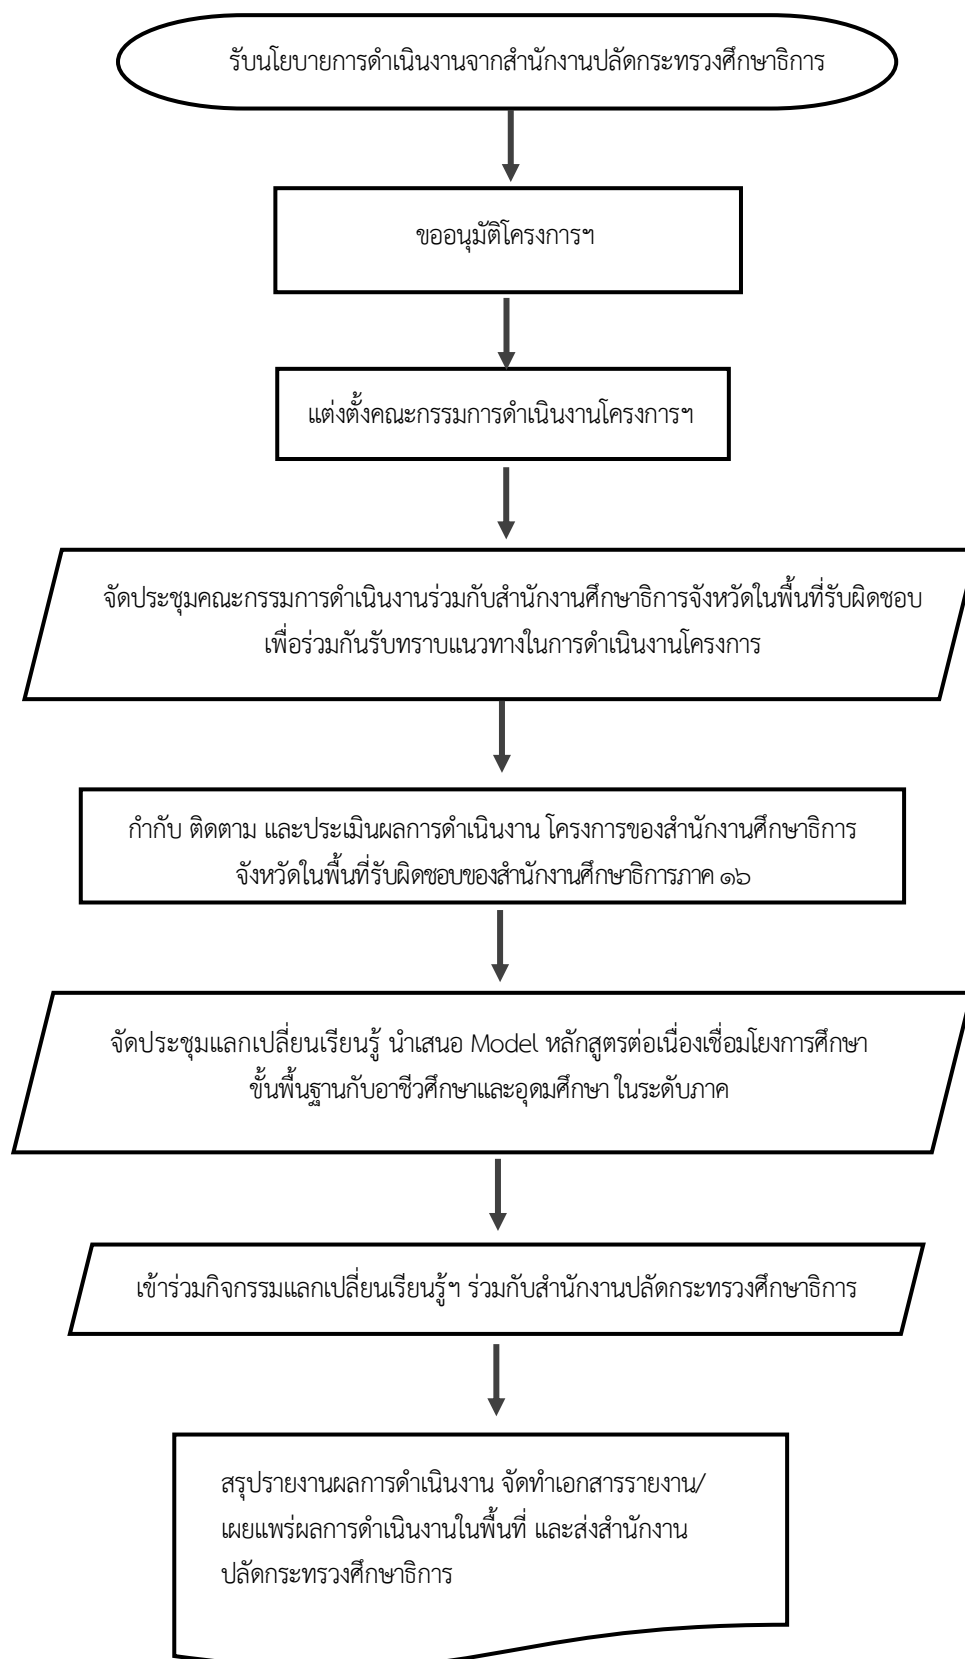 รับนโยบายการดำเนินงานจากสำนักงานปลัดกระทรวงศึกษาธิการ
ขออนุมัติโครงการฯ
แต่งตั้งคณะกรรมการดำเนินงานโครงการฯ
จัดประชุมคณะกรรมการดำเนินงานร่วมกับสำนักงานศึกษาธิการจังหวัดในพื้นที่รับผิดชอบ
เพื่อร่วมกันรับทราบแนวทางในการดำเนินงานโครงการ
กำกับ ติดตาม และประเมินผลการดำเนินงาน โครงการของสำนักงานศึกษาธิการ
จังหวัดในพื้นที่รับผิดชอบของสำนักงานศึกษาธิการภาค ๑๖
จัดประชุมแลกเปลี่ยนเรียนรู้ นำเสนอ Model หลักสูตรต่อเนื่องเชื่อมโยงการศึกษา
ขั้นพื้นฐานกับอาชีวศึกษาและอุดมศึกษา ในระดับภาค
เข้าร่วมกิจกรรมแลกเปลี่ยนเรียนรู้ฯ ร่วมกับสำนักงานปลัดกระทรวงศึกษาธิการ
สรุปรายงานผลการดำเนินงาน จัดทำเอกสารรายงาน/
เผยแพร่ผลการดำเนินงานในพื้นที่ และส่งสำนักงาน
ปลัดกระทรวงศึกษาธิการ